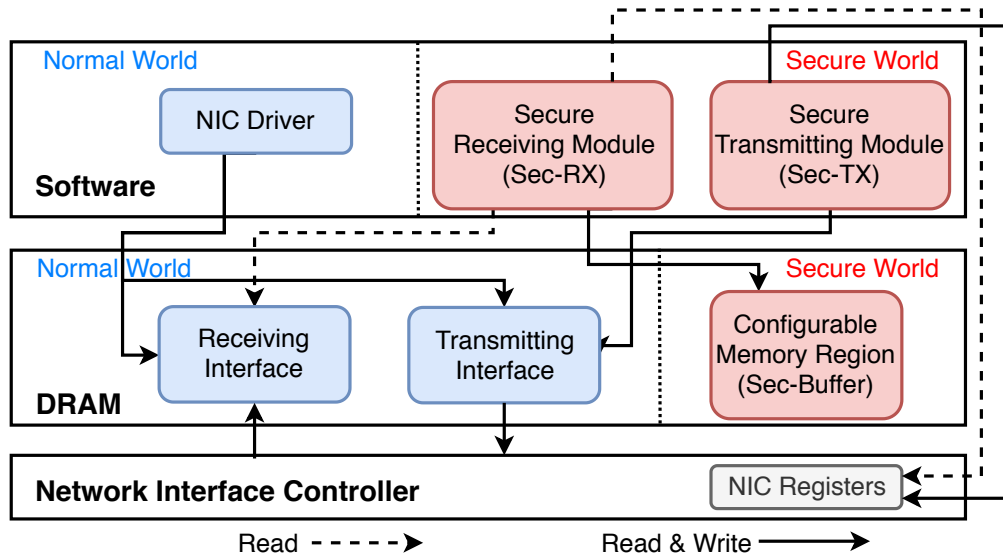 Normal World
Secure World
NIC Driver
Secure
Receiving Module
(Sec-RX)
Secure
Transmitting Module
(Sec-TX)
Software
Normal World
Secure World
Receiving
Interface
Transmitting
Interface
Configurable
Memory Region
(Sec-Buffer)
DRAM
Network Interface Controller
NIC Registers
Read
Read & Write